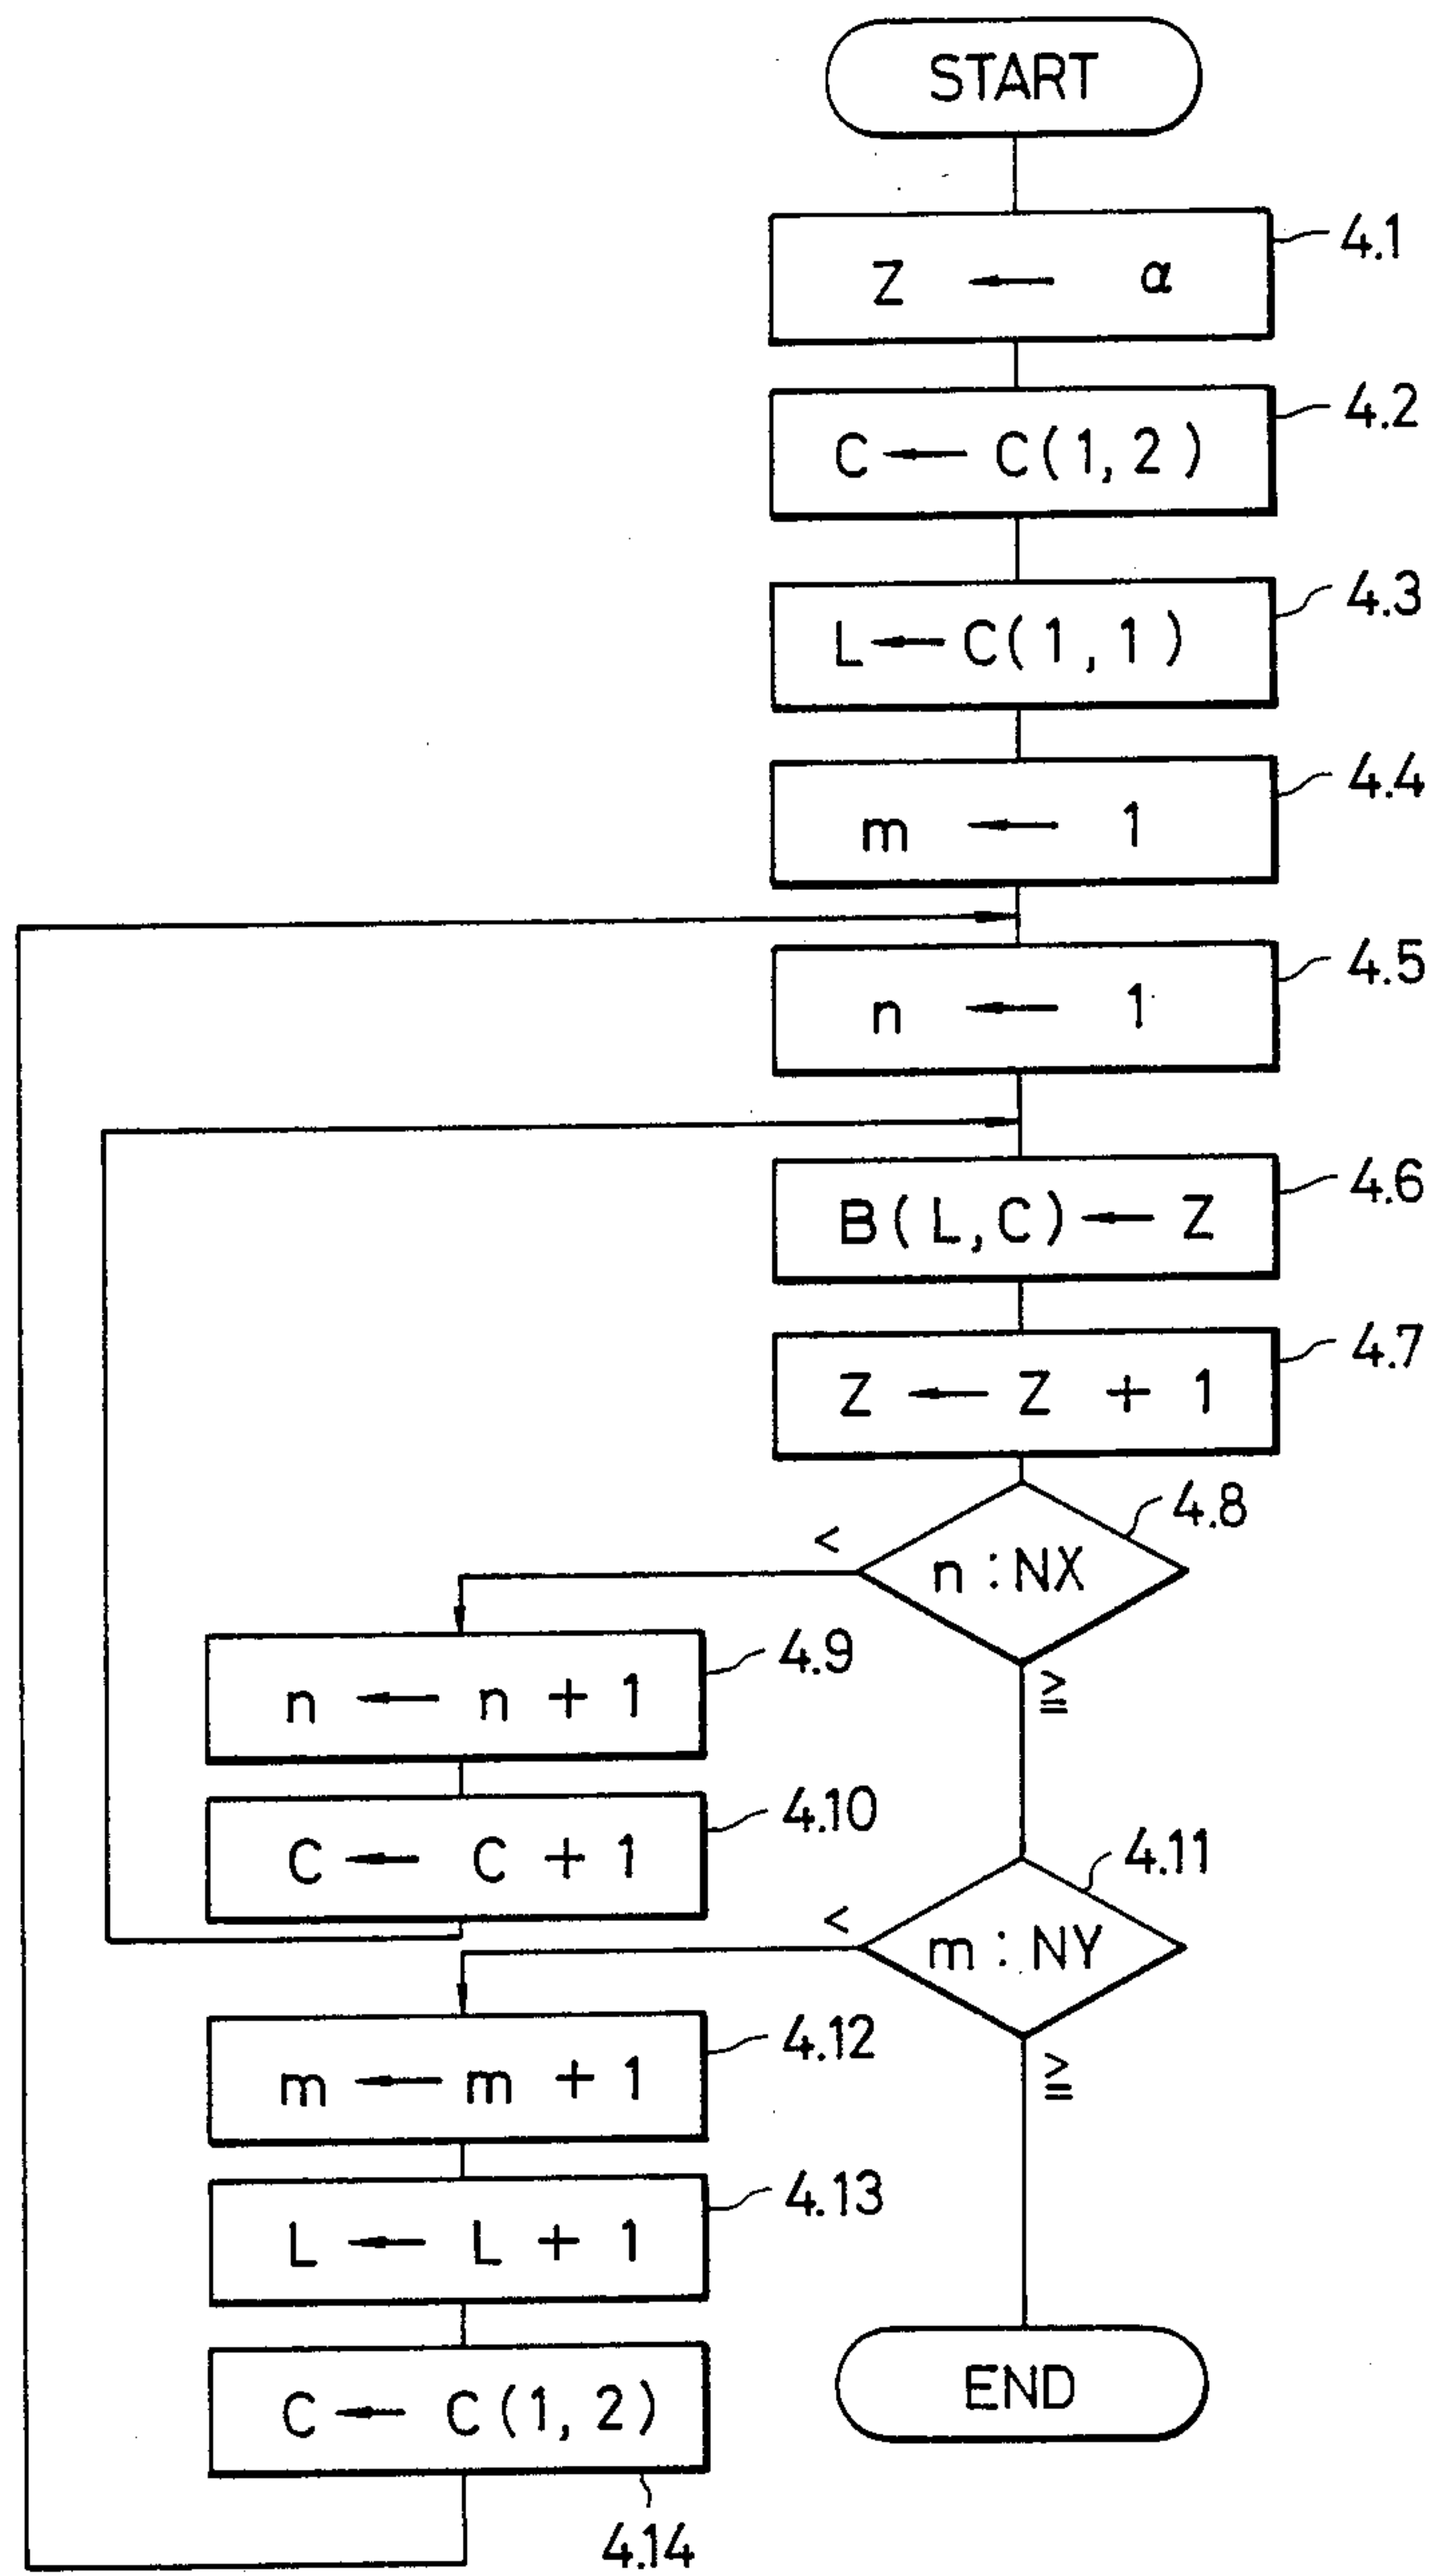 START
4.1
Z ← α
4.2
C ← C(1,2)
4.3
L ← C(1,1)
4.4
m ← 1
4.5
n ← 1
4.6
B(L,C) ← Z
4.7
Z ← Z + 1
4.8
<
n : NX
≧
4.9
n ← n + 1
4.10
C ← C + 1
4.11
<
m : NY
≧
4.12
m ← m + 1
4.13
L ← L + 1
C ← C(1,2)
4.14
END